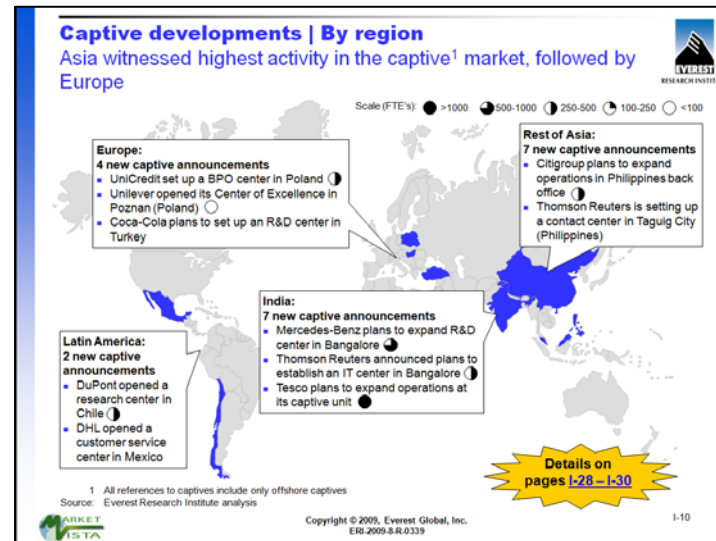 Captive developments | By region
Asia witnessed highest activity in the captive1 market, followed by
Europe
EVEREST
RESEARCH INSTIT
Scale (FTE's): >1000 500-1000 250-500 100-250 <100
Europe:
4 new captive announcements
UniCredit set up a BPO center in Poland
Unilever opened its Center of Excellence in
Poznan (Poland)
Coca-Cola plans to set up an R&D center in
Turkey
Rest of Asia:
7 new captive announcements
Citigroup plans to expand
operations in Philippines back
office
Thomson Reuters is setting up
a contact center in Taguig City
(Philippines)
India:
7 new captive announcements
Mercedes-Benz plans to expand R&D
center in Bangalore
Thomson Reuters announced plans to
establish an IT center in Bangalore
Tesco plans to expand operations at
its captive unit
Latin America:
2 new captive
announcements
DuPont opened a
research center in
Chile
DHL opened a
customer service
center in Mexico
Details on
pages I-28 – I-30
1 All references to captives include only offshore captives
Source: Everest Research Institute analysis
MARKET
VISTA
Copyright © 2009, Everest Global, Inc.
ERI-2009-8-R-0339
I-10